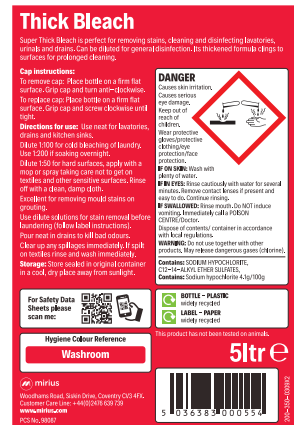 Thick Bleach
Super Thick Bleach is perfect for removing stains, cleaning and disinfecting lavatories,
urinals and drains. Can be diluted for general disinfection. Its thickened formula clings to
surfaces for prolonged cleaning.
Cap instructions:
To remove cap: Place bottle on a firm flat
surface. Grip cap and turn anti-clockwise.
To replace cap: Place bottle on a firm flat
surface. Grip cap and screw clockwise until
tight.
Directions for use: Use neat for lavatories,
drains and kitchen sinks.
Dilute 1:100 for cold bleaching of laundry.
Use 1:200 if soaking overnight.
Dilute 1:50 for hard surfaces, apply with a
mop or spray taking care not to get on
textiles and other sensitive surfaces. Rinse
off with a clean, damp cloth.
Excellent for removing mould stains on
grouting.
Use dilute solutions for stain removal before
laundering (follow label instructions).
Pour neat in drains to kill bad odours.
Clear up any spillages immediately. If spilt
on textiles rinse and wash immediately.
Storage: Store sealed in original container
in a cool, dry place away from sunlight.
DANGER
Causes skin irritation.
Causes serious
eye damage.
Keep out of
reach of
children.
Wear protective
gloves/protective
clothing/eye
protection/face
protection.
IF ON SKIN: Wash with
plenty of water.
IF IN EYES: Rinse cautiously with water for several
minutes. Remove contact lenses if present and
easy to do. Continue rinsing.
IF SWALLOWED: Rinse mouth. Do NOT induce
vomiting. Immediately call a POISON
CENTRE/Doctor.
Dispose of contents/ container in accordance
with local regulations.
WARNING: Do not use together with other
products, May release dangerous gases (chlorine).
Contains: SODIUM HYPOCHLORITE,
C12-14-ALKYL ETHER SULFATES,
Contains: Sodium hypochlorite 4.1g/100g
For Safety Data
Sheets please
scan me:
BOTTLE - PLASTIC
widely recycled
LABEL - PAPER
widely recycled
This product has not been tested on animals.
Hygiene Colour Reference
Washroom
5ltr e
mirius
Woodhams Road, Siskin Drive, Coventry CV3 4FX.
Customer Care Line: +44(0)2476 639 739
www.mirius.com
PCS No. 98087
5 036383 000554